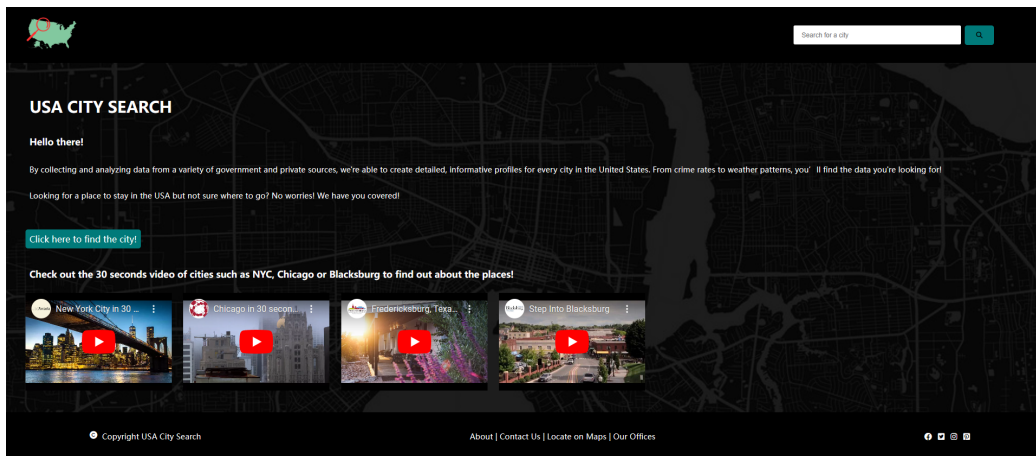 Search for a city
USA CITY SEARCH
Hello there!
By collecting and analyzing data from a variety of government and private sources, we're able to create detailed, informative profiles for every city in the United States. From crime rates to weather patterns, you' ll find the data you're looking for!
Looking for a place to stay in the USA but not sure where to go? No worries! We have you covered!
Click here to find the city!
Check out the 30 seconds video of cities such as NYC, Chicago or Blacksburg to find out about the places!
New York City in 30 ...
Chicago in 30 secon...
Fredericksburg, Texa...
Step Into Blacksburg
Copyright USA City Search
About | Contact Us | Locate on Maps | Our Offices